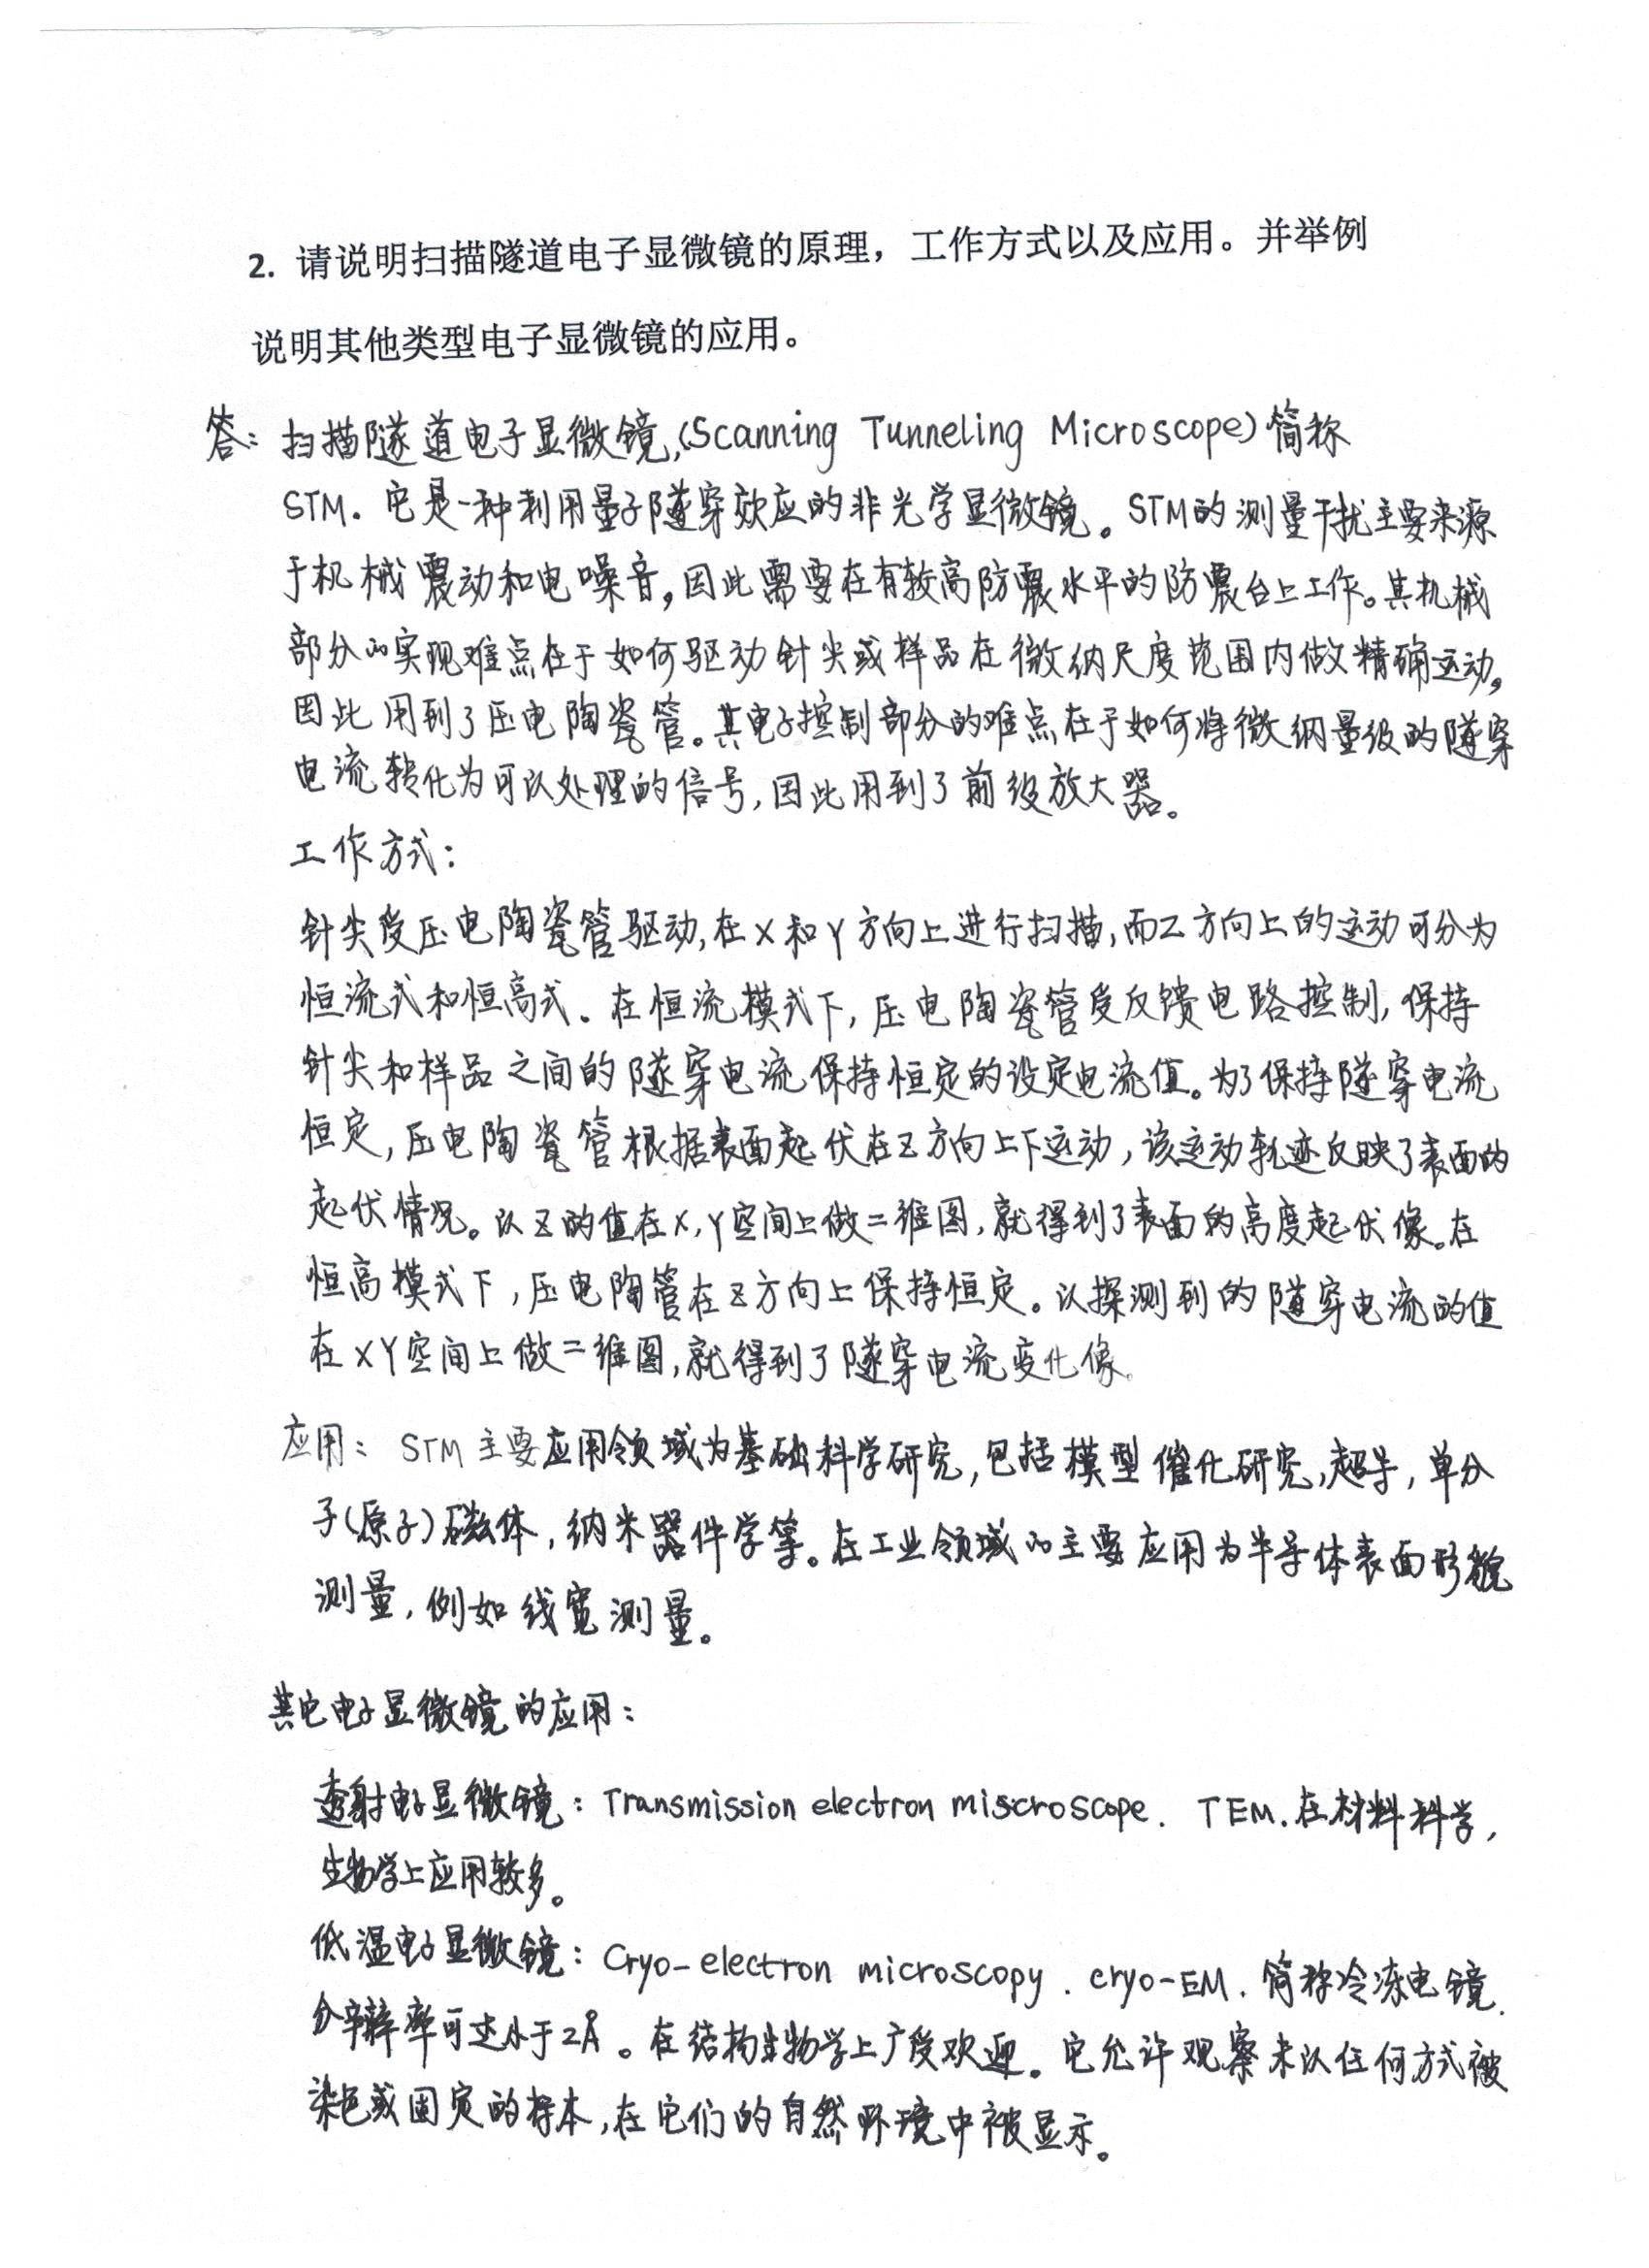 2. 请说明扫描隧道电子显微镜的原理，工作方式以及应用。并举例
说明其他类型电子显微镜的应用。
答：扫描隧道电子显微镜,(Scanning Tunneling Microscope)简称
STM. 它是一种利用量子隧穿效应的非光学显微镜。STM的测量干扰主要来源
于机械震动和电噪音,因此需要在有较高防震水平的防震台上工作。其机械
部分的实现难点在于如何驱动针尖或样品在微纳尺度范围内做精确运动,
因此用到了压电陶瓷管。其电子控制部分的难点在于如何将微纳量级的隧穿
电流转化为可以处理的信号,因此用到了前级放大器。
工作方式：
针尖受压电陶瓷管驱动,在X和Y方向上进行扫描,而Z方向上的运动可分为
恒流式和恒高式. 在恒流模式下, 压电陶瓷管受反馈电路控制, 保持
针尖和样品之间的隧穿电流保持恒定的设定电流值。为了保持隧穿电流
恒定, 压电陶瓷管根据表面起伏在Z方向上下运动, 该运动轨迹反映了表面的
起伏情况。以Z的值在X,Y空间上做二维图,就得到了表面的高度起伏像。在
恒高模式下, 压电陶管在Z方向上保持恒定。以探测到的隧穿电流的值
在XY空间上做二维图,就得到了隧穿电流变化像。
应用： STM主要应用领域为基础科学研究, 包括模型催化研究, 超导, 单分
子(原子)磁体, 纳米器件学等。在工业领域的主要应用为半导体表面形貌
测量, 例如线宽测量。
其它电子显微镜的应用：
透射电子显微镜：Transmission electron miscroscope. TEM.在材料科学,
生物学上应用较多。
低温电子显微镜：Cryo-electron microscopy. cryo-EM. 简称冷冻电镜.
分辨率可达小于2Å。在结构生物学上广受欢迎。它允许观察未以任何方式被
染色或固定的样本,在它们的自然环境中被显示。